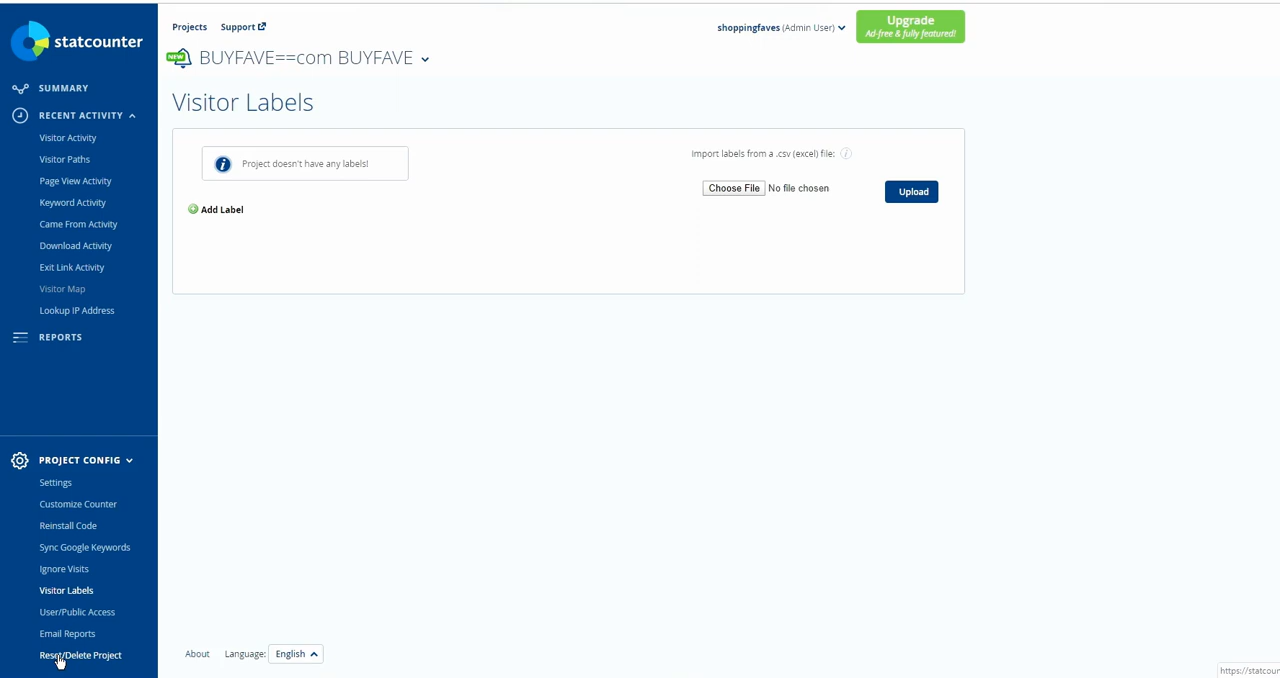 statcounter
SUMMARY
RECENT ACTIVITY
Visitor Activity
Visitor Paths
Page View Activity
Keyword Activity
Came From Activity
Download Activity
Exit Link Activity
Visitor Map
Lookup IP Address
REPORTS
PROJECT CONFIG
Settings
Customize Counter
Reinstall Code
Sync Google Keywords
Ignore Visits
Visitor Labels
User/Public Access
Email Reports
Reset/Delete Project
Projects Support
shoppingfaves (Admin User)
Upgrade
Ad-free & fully featured!
NEW
BUYFAVE==com BUYFAVE
Visitor Labels
Project doesn't have any labels!
Add Label
Import labels from a .csv (excel) file:
Choose File No file chosen
Upload
About Language: English
https://statcoun